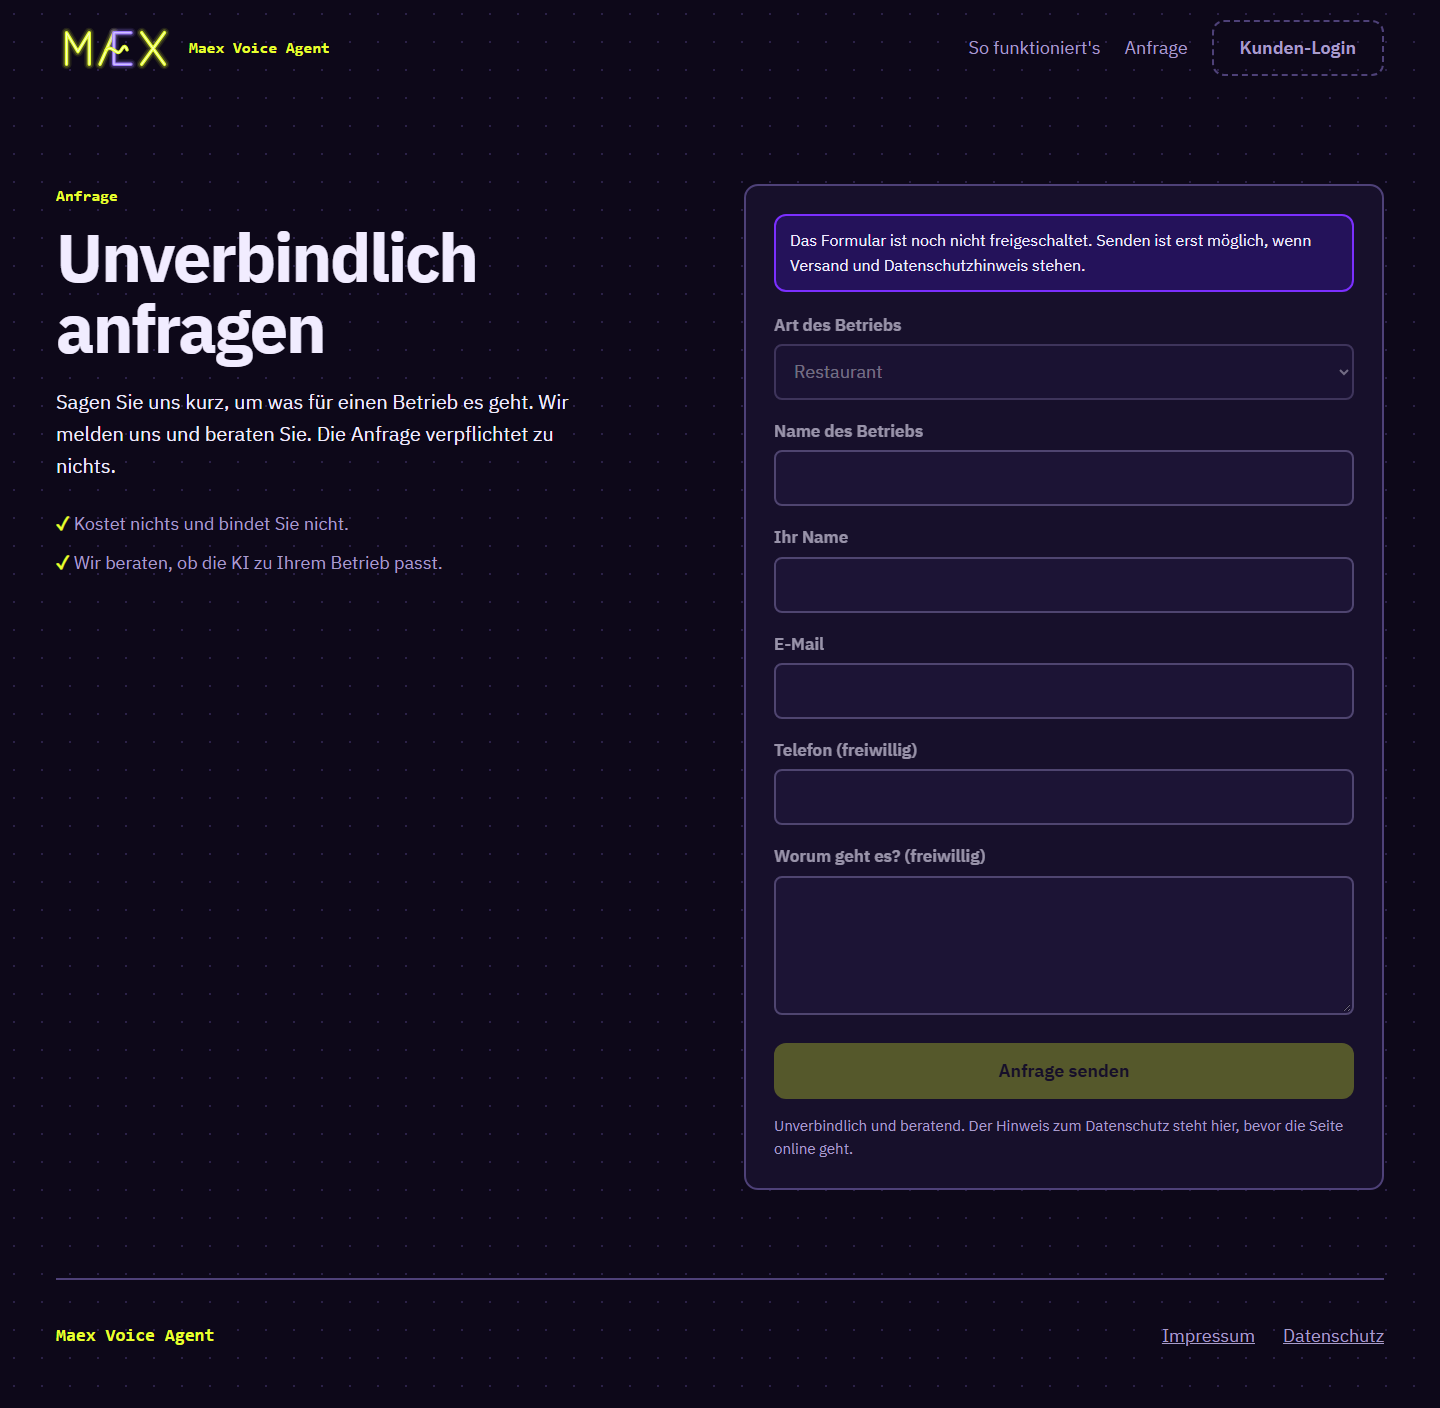 MÆX
Maex Voice Agent
So funktioniert's
Anfrage
Kunden-Login
Anfrage
Unverbindlich
anfragen
Sagen Sie uns kurz, um was für einen Betrieb es geht. Wir
melden uns und beraten Sie. Die Anfrage verpflichtet zu
nichts.
✓ Kostet nichts und bindet Sie nicht.
✓ Wir beraten, ob die KI zu Ihrem Betrieb passt.
Das Formular ist noch nicht freigeschaltet. Senden ist erst möglich, wenn
Versand und Datenschutzhinweis stehen.
Art des Betriebs
Restaurant
Name des Betriebs
Ihr Name
E-Mail
Telefon (freiwillig)
Worum geht es? (freiwillig)
Anfrage senden
Unverbindlich und beratend. Der Hinweis zum Datenschutz steht hier, bevor die Seite
online geht.
Maex Voice Agent
Impressum
Datenschutz